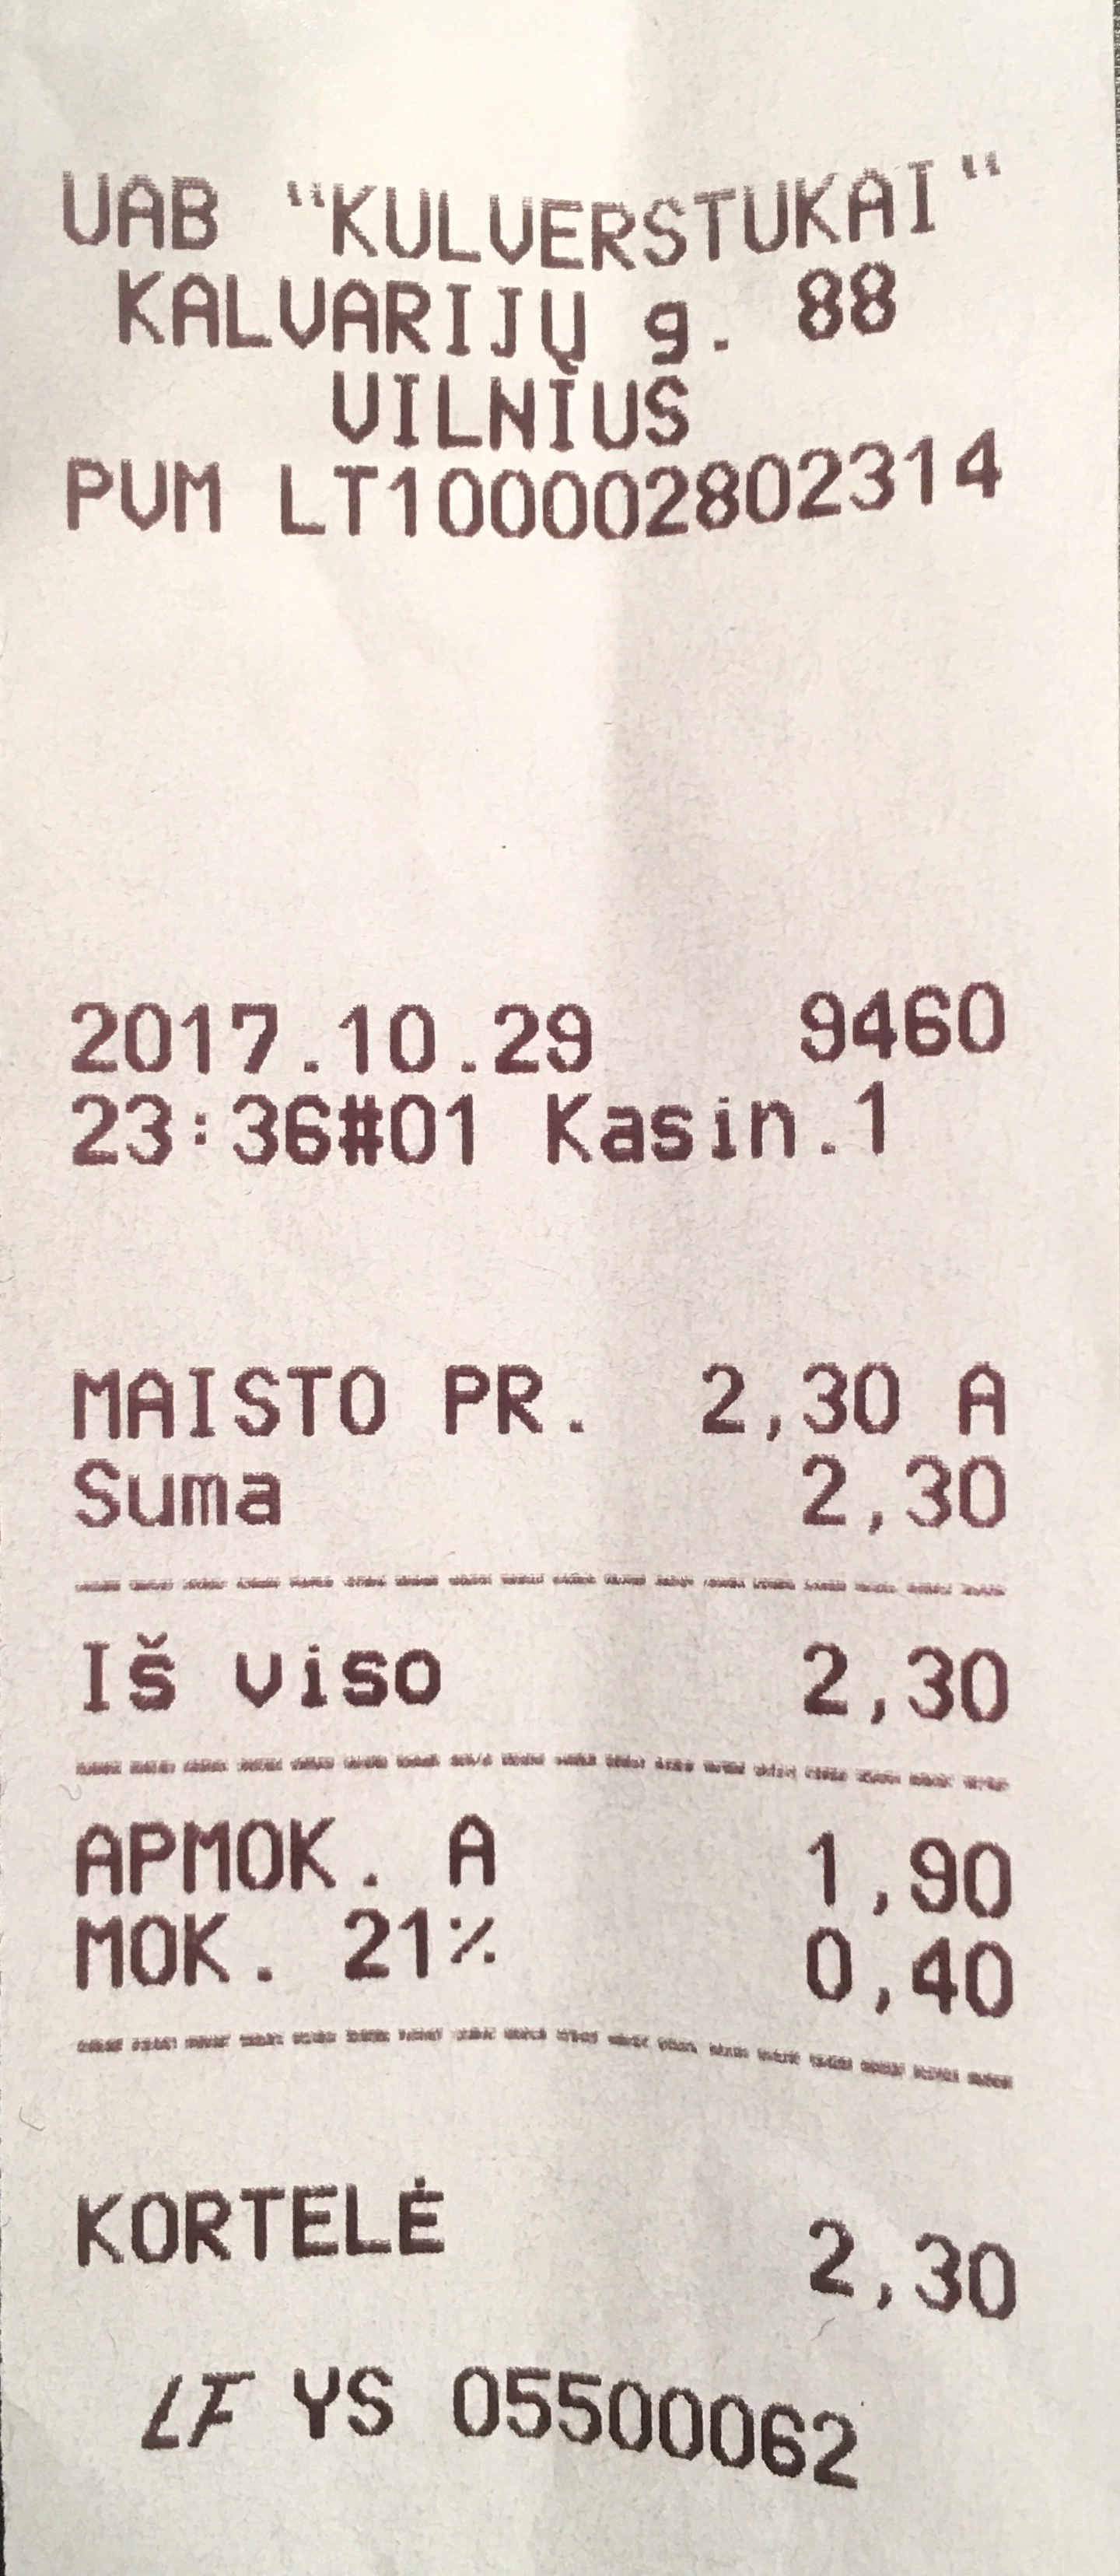 UAB “KULVERSTUKAI“
KALVARIJŲ g. 88
VILNIUS
PVM LT100002802314
2017.10.29 9460
23:36#01 Kasin.1
MAISTO PR. 2,30 A
Suma 2,30
Iš viso 2,30
APMOK. A 1,90
MOK. 21% 0,40
KORTELĖ 2,30
LF YS 05500062